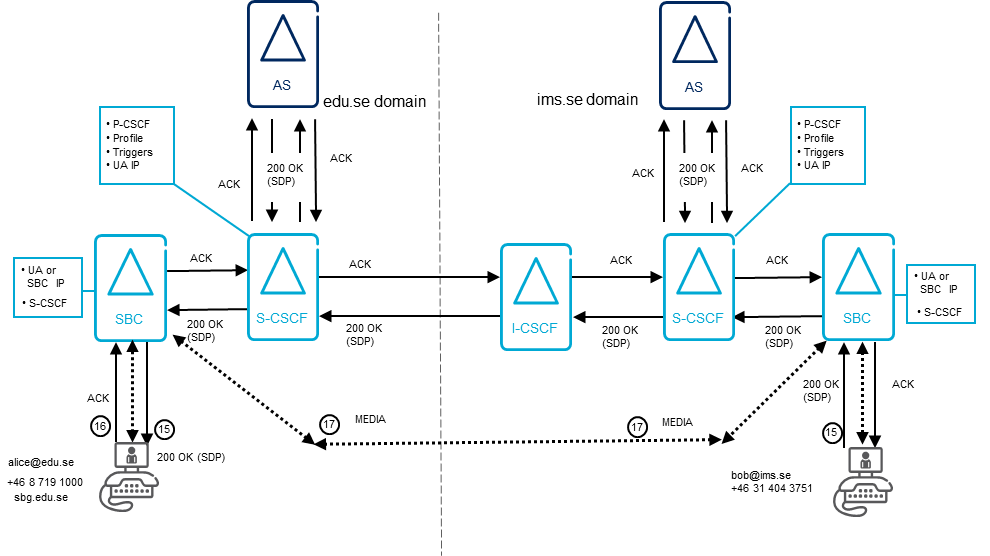 AS
edu.se domain
ims.se domain
AS
• P-CSCF
• Profile
• Triggers
• UA IP
200 OK
(SDP)
ACK
ACK
200 OK
(SDP)
ACK
ACK
• P-CSCF
• Profile
• Triggers
• UA IP
• UA or
SBC IP
• S-CSCF
SBC
ACK
200 OK
(SDP)
S-CSCF
ACK
200 OK
(SDP)
I-CSCF
ACK
200 OK
(SDP)
S-CSCF
ACK
200 OK
(SDP)
SBC
• UA or
SBC IP
• S-CSCF
ACK
16
15
200 OK (SDP)
17
MEDIA
17
MEDIA
200 OK
(SDP)
ACK
15
alice@edu.se
+46 8 719 1000
sbg.edu.se
bob@ims.se
+46 31 404 3751